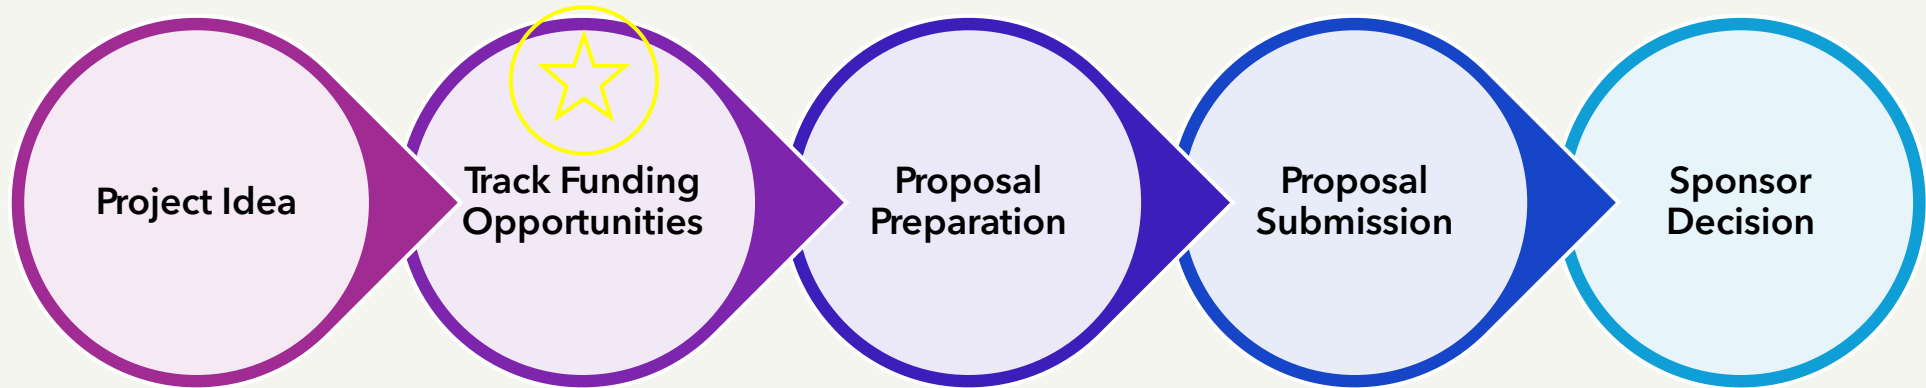 Project Idea
Track Funding
Opportunities
Proposal
Preparation
Proposal
Submission
Sponsor
Decision